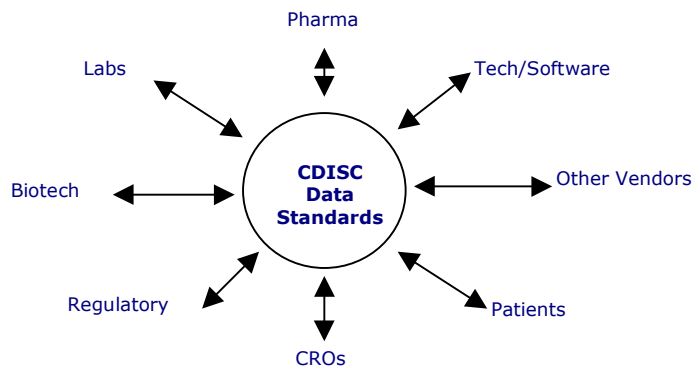 Pharma
Labs
Tech/Software
CDISC
Data
Standards
Biotech
Other Vendors
Regulatory
Patients
CROs